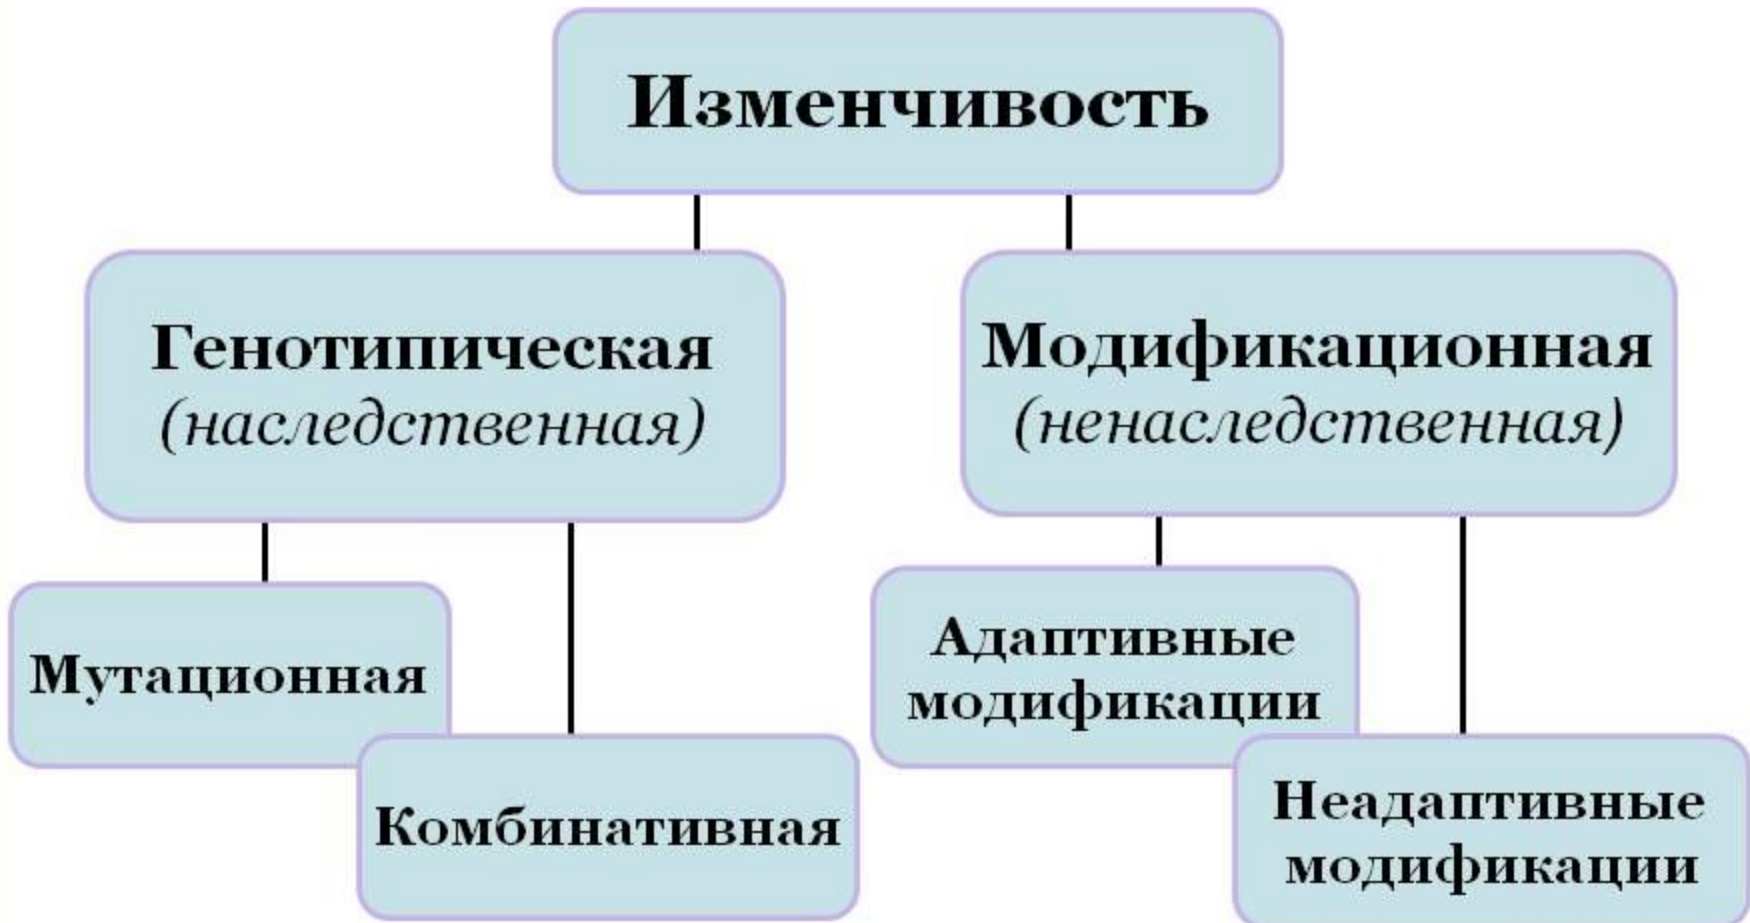 Изменчивость
Генотипическая
(наследственная)
Модификационная
(ненаследственная)
Мутационная
Комбинативная
Адаптивные
модификации
Неадаптивные
модификации